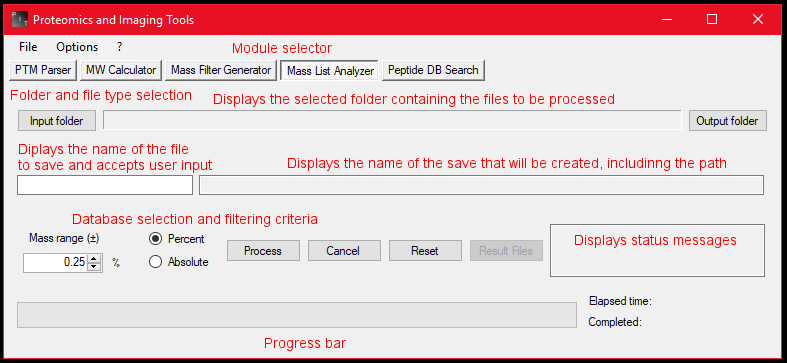 Proteomics and Imaging Tools
File Options ?
Module selector
PTM Parser MW Calculator Mass Filter Generator Mass List Analyzer Peptide DB Search
Folder and file type selection
Displays the selected folder containing the files to be processed
Input folder Output folder
Diplays the name of the file
to save and accepts user input
Displays the name of the save that will be created, includinng the path
Database selection and filtering criteria
Mass range (±) Percent
Process Cancel Reset Result Files Displays status messages
0.25 % Absolute
Elapsed time:
Completed:
Progress bar